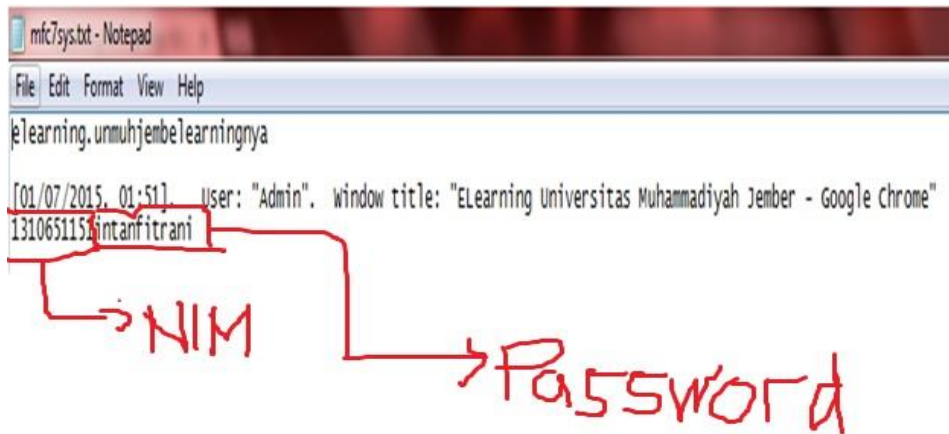 mfc7sys.txt - Notepad
File Edit Format View Help
elearning.unmuhjembelearningnya
[01/07/2015, 01:51]. User: "Admin". Window title: "ELearning Universitas Muhammadiyah Jember - Google Chrome"
1310651151intanfitrani
NIM
Password